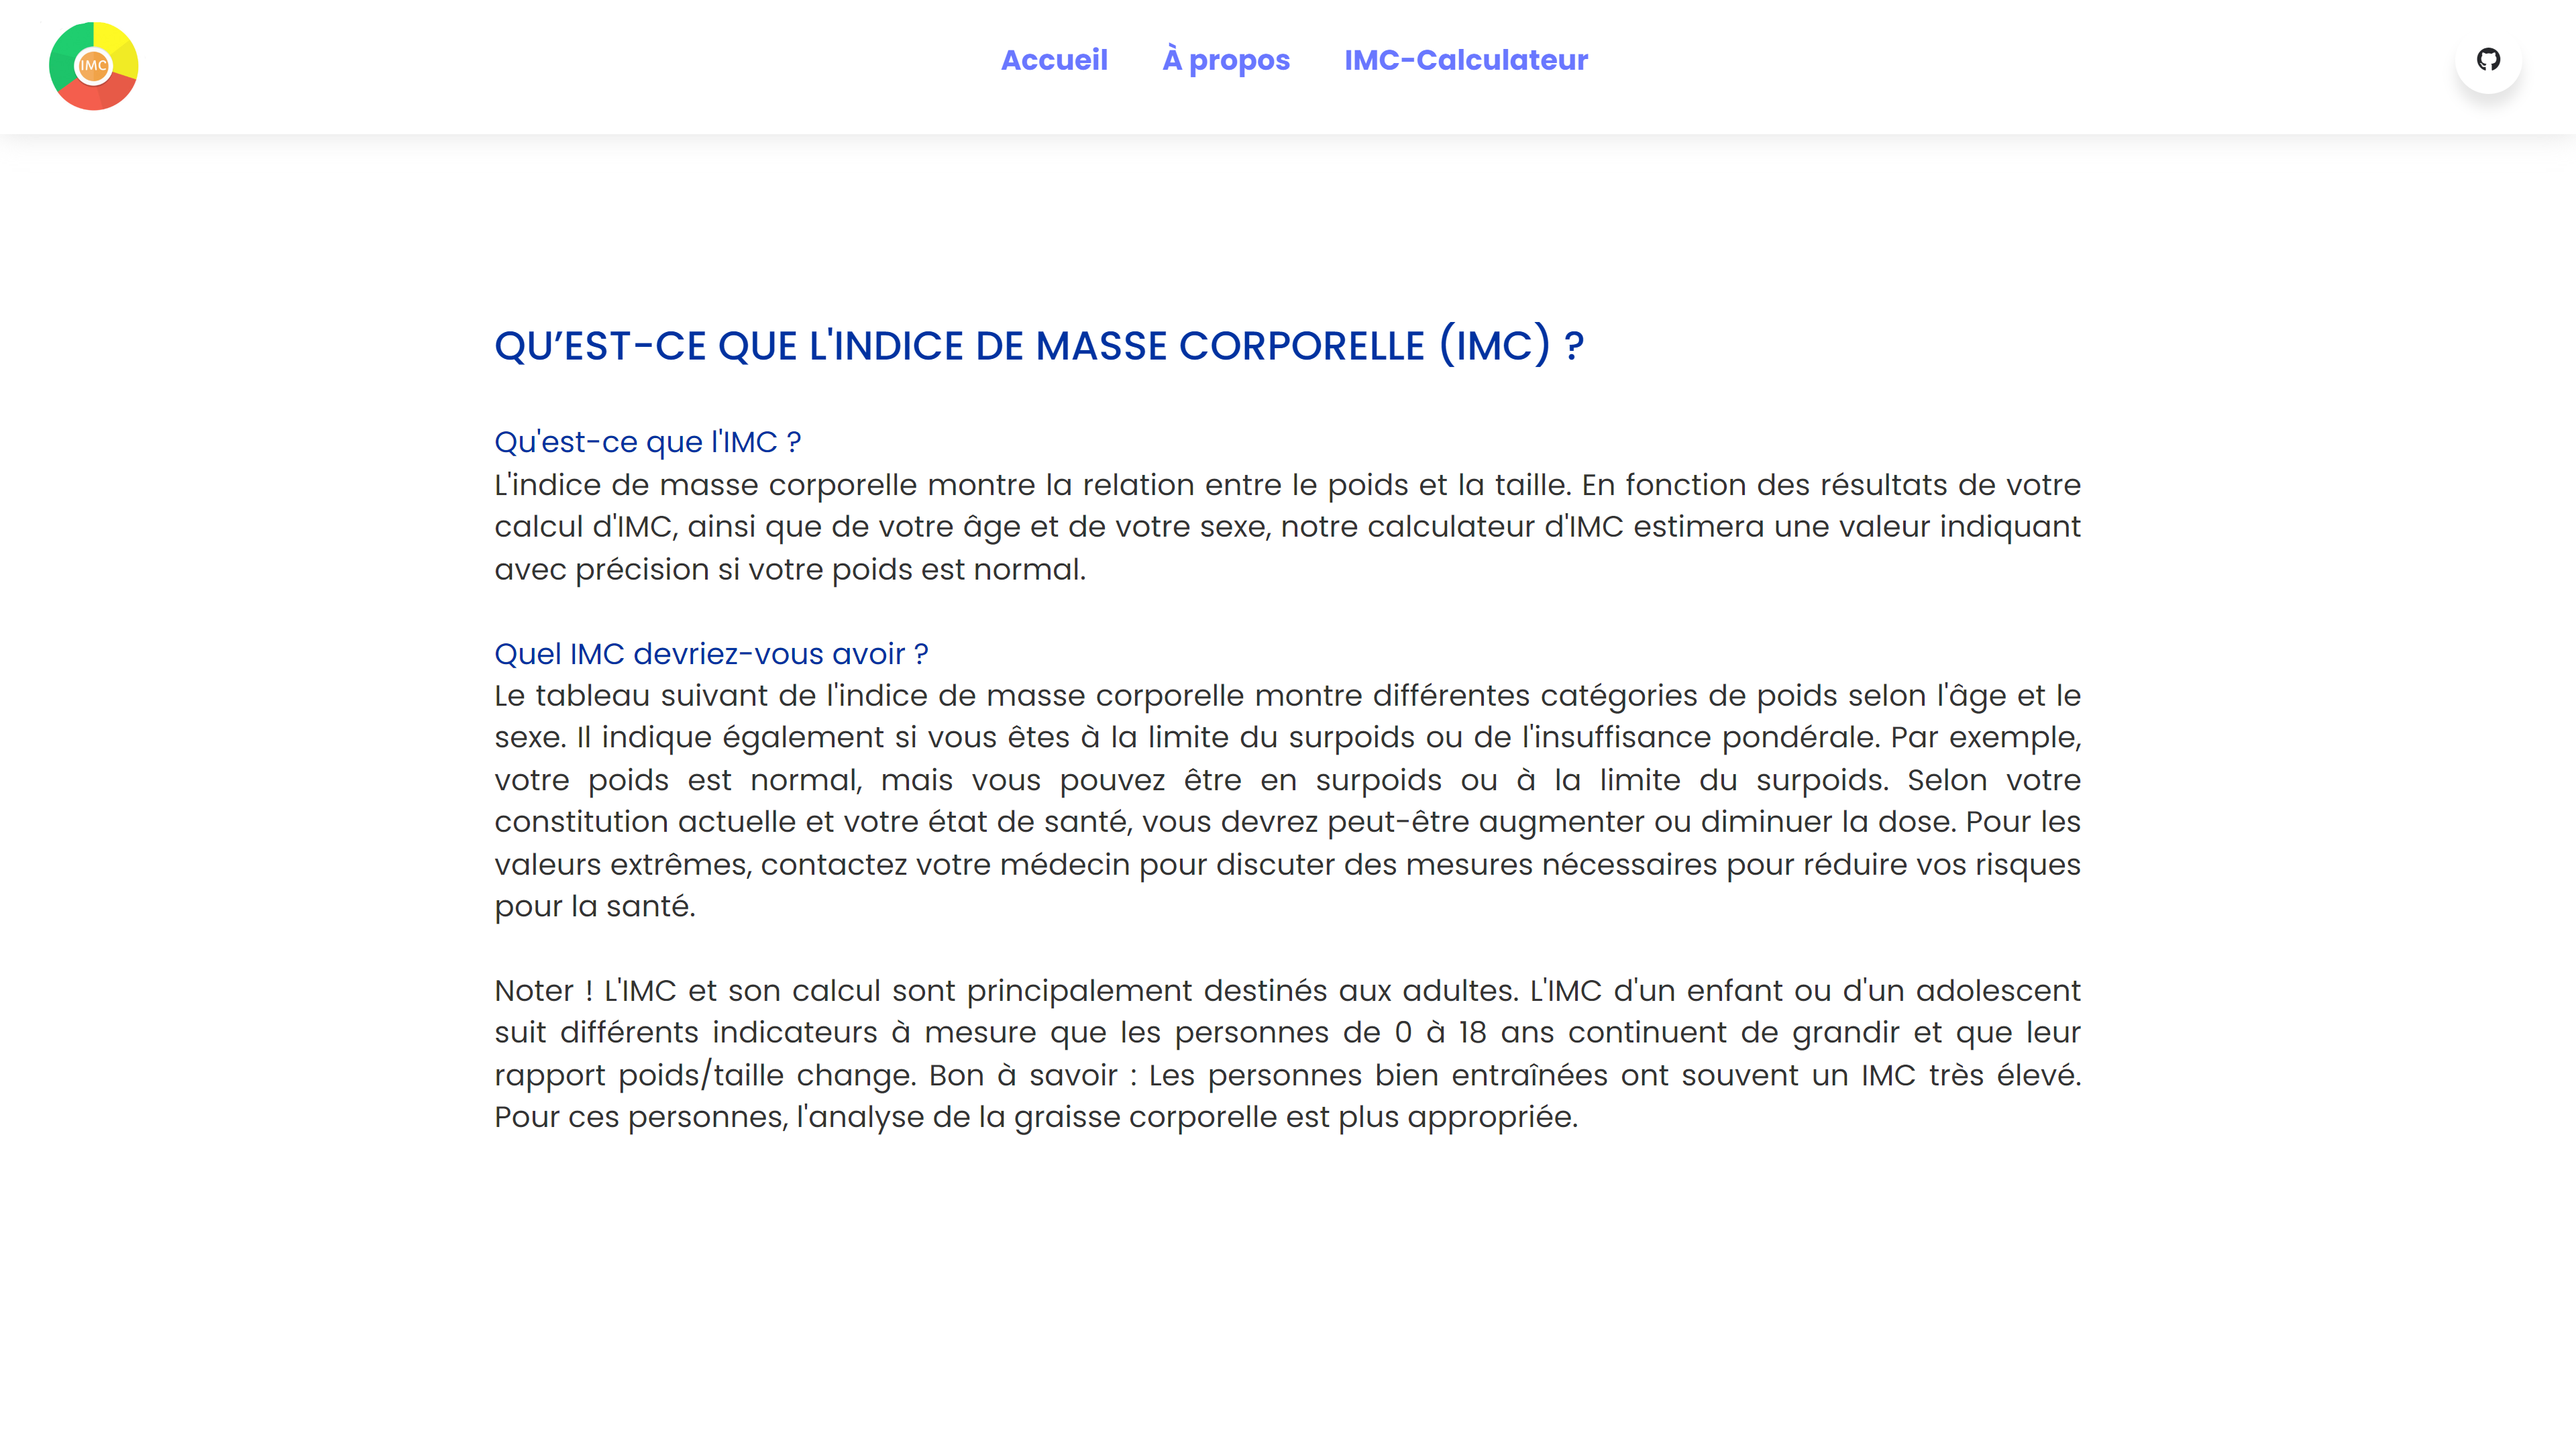 IMC
Accueil
À propos
IMC-Calculateur
QU’EST-CE QUE L'INDICE DE MASSE CORPORELLE (IMC) ?
Qu'est-ce que l'IMC ?
L'indice de masse corporelle montre la relation entre le poids et la taille. En fonction des résultats de votre
calcul d'IMC, ainsi que de votre âge et de votre sexe, notre calculateur d'IMC estimera une valeur indiquant
avec précision si votre poids est normal.
Quel IMC devriez-vous avoir ?
Le tableau suivant de l'indice de masse corporelle montre différentes catégories de poids selon l'âge et le
sexe. Il indique également si vous êtes à la limite du surpoids ou de l'insuffisance pondérale. Par exemple,
votre poids est normal, mais vous pouvez être en surpoids ou à la limite du surpoids. Selon votre
constitution actuelle et votre état de santé, vous devrez peut-être augmenter ou diminuer la dose. Pour les
valeurs extrêmes, contactez votre médecin pour discuter des mesures nécessaires pour réduire vos risques
pour la santé.
Noter ! L'IMC et son calcul sont principalement destinés aux adultes. L'IMC d'un enfant ou d'un adolescent
suit différents indicateurs à mesure que les personnes de 0 à 18 ans continuent de grandir et que leur
rapport poids/taille change. Bon à savoir : Les personnes bien entraînées ont souvent un IMC très élevé.
Pour ces personnes, l'analyse de la graisse corporelle est plus appropriée.